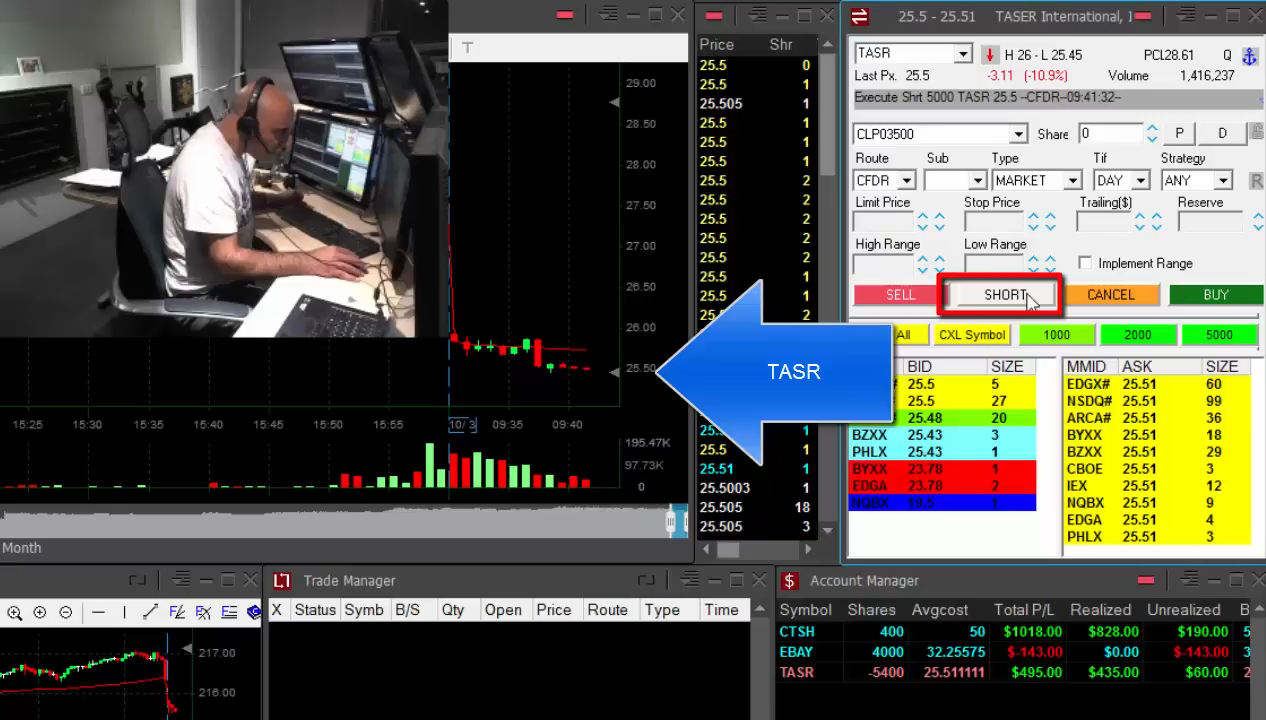 25.5 - 25.51 TASER International, I
T
Price Shr
25.5 0
25.5 1
25.505 1
25.5 1
25.5 1
25.5 1
25.5 2
25.5 2
25.5 2
25.5 2
25.5 2
25.5 1
25.5 1
25.5 1
25.5 1
25.51 1
25.5003 1
25.505 18
25.505 3
29.00
28.50
28.00
27.50
27.00
26.50
26.00
25.50
15:25 15:30 15:35 15:40 15:45 15:50 15:55 10/ 3 09:35 09:40
195.47K
97.73K
0
Month
TASR
TASR H 26 - L 25.45 PCL28.61 Q
Last Px. 25.5 -3.11 (-10.9%) Volume 1,416,237
Execute Shrt 5000 TASR 25.5 --CFDR--09:41:32--
CLP03500 Share 0 P D
Route Sub Type Tif Strategy
CFDR MARKET DAY ANY R
Limit Price Stop Price Trailing($) Reserve
High Range Low Range
Implement Range
SELL SHORT CANCEL BUY
All CXL Symbol 1000 2000 5000
BID SIZE MMID ASK SIZE
25.5 5 EDGX# 25.51 60
25.5 27 NSDQ# 25.51 99
25.48 20 ARCA# 25.51 36
BZXX 25.43 3 BYXX 25.51 18
PHLX 25.43 1 BZXX 25.51 29
BYXX 23.78 1 CBOE 25.51 3
EDGA 23.78 2 IEX 25.51 12
NQBX 19.5 1 NQBX 25.51 9
EDGA 25.51 4
PHLX 25.51 3
217.00
216.00
Trade Manager
X Status Symb B/S Qty Open Price Route Type Time
Account Manager
Symbol Shares Avgcost Total P/L Realized Unrealized B
CTSH 400 50 $1018.00 $828.00 $190.00 5
EBAY 4000 32.25575 $-143.00 $0.00 $-143.00 3
TASR -5400 25.511111 $495.00 $435.00 $60.00 2